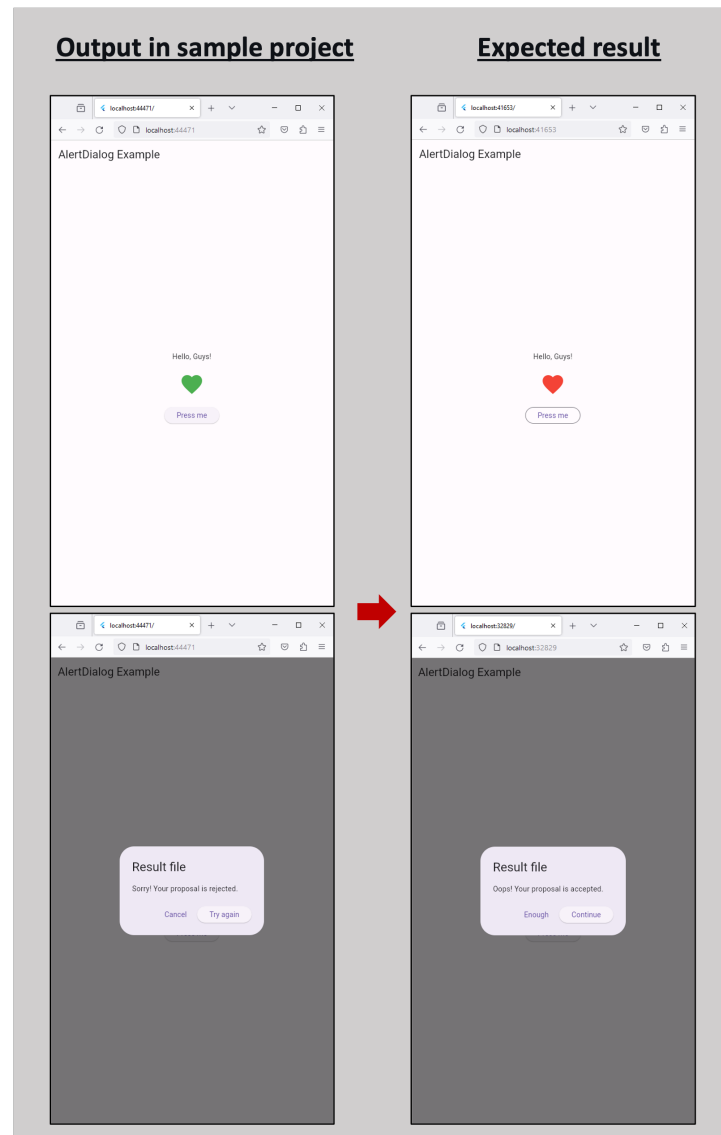 Output in sample project
Expected result
localhost:44471/
localhost:44471
AlertDialog Example
Hello, Guys!
Press me
localhost:41653/
localhost:41653
AlertDialog Example
Hello, Guys!
Press me
localhost:44471/
localhost:44471
AlertDialog Example
Result file
Sorry! Your proposal is rejected.
Cancel Try again
localhost:32829/
localhost:32829
AlertDialog Example
Result file
Oops! Your proposal is accepted.
Enough Continue